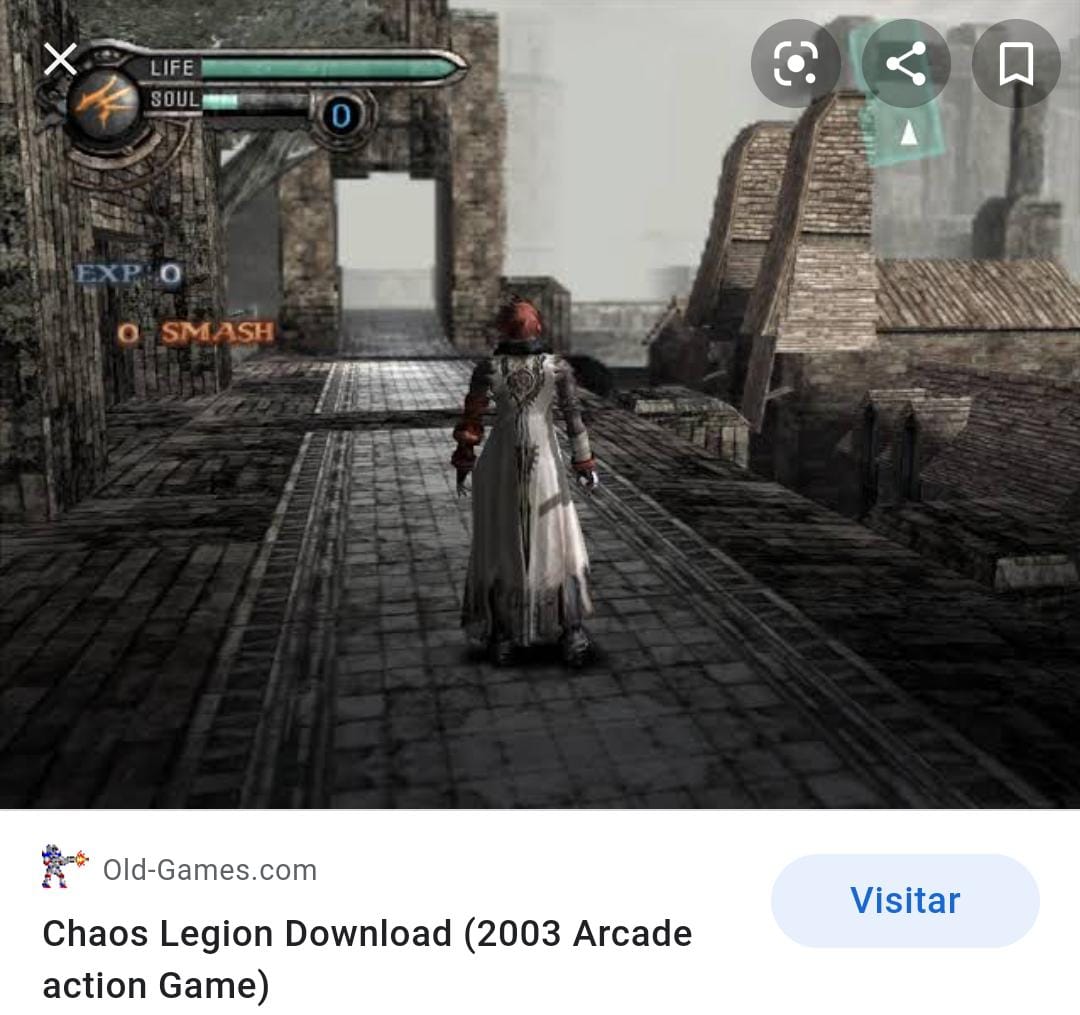 LIFE
SOUL
0
EXP 0
0 SMASH
Old-Games.com
Visitar
Chaos Legion Download (2003 Arcade
action Game)